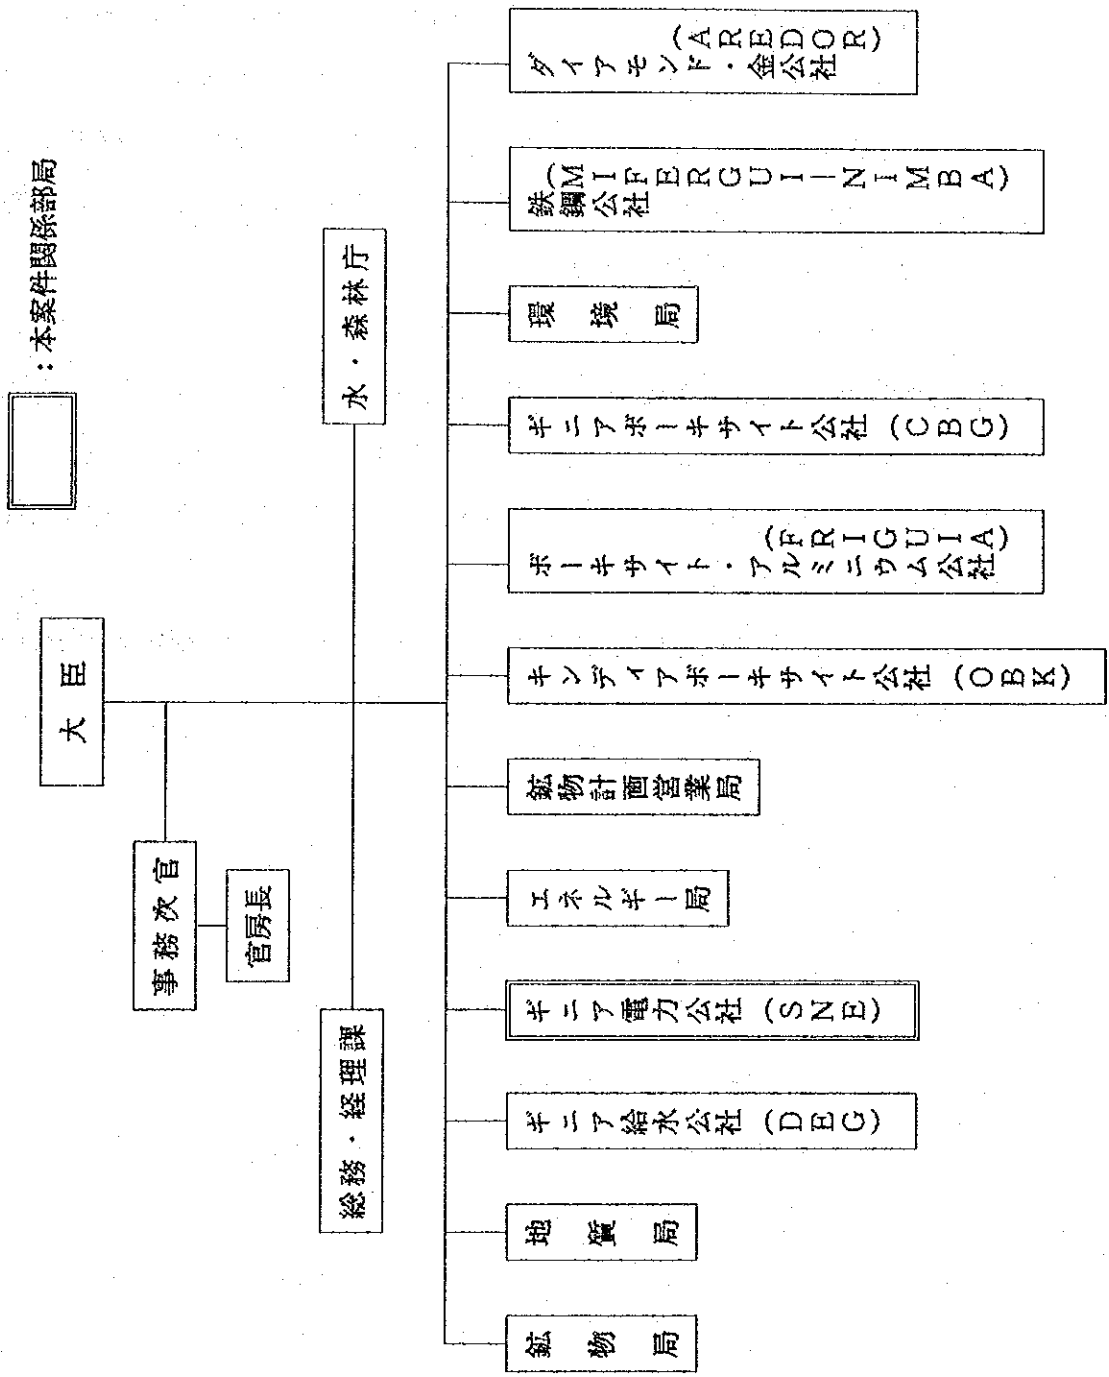 ：本案件関係部局
大臣
事務次官
官房長
総務・経理課
水・森林庁
鉱物局
地質局
ギニア給水公社（DEG）
ギニア電力公社（SNE）
エネルギー局
鉱物計画営業局
キンディアボーキサイト公社（OBK）
ボーキサイト・アルミニウム公社
（FRIGUIA）
ギニアボーキサイト公社（CBG）
環境局
鉄鋼公社
（MIFERGUI－NIMBA）
ダイアモンド・金公社
（AREDOR）